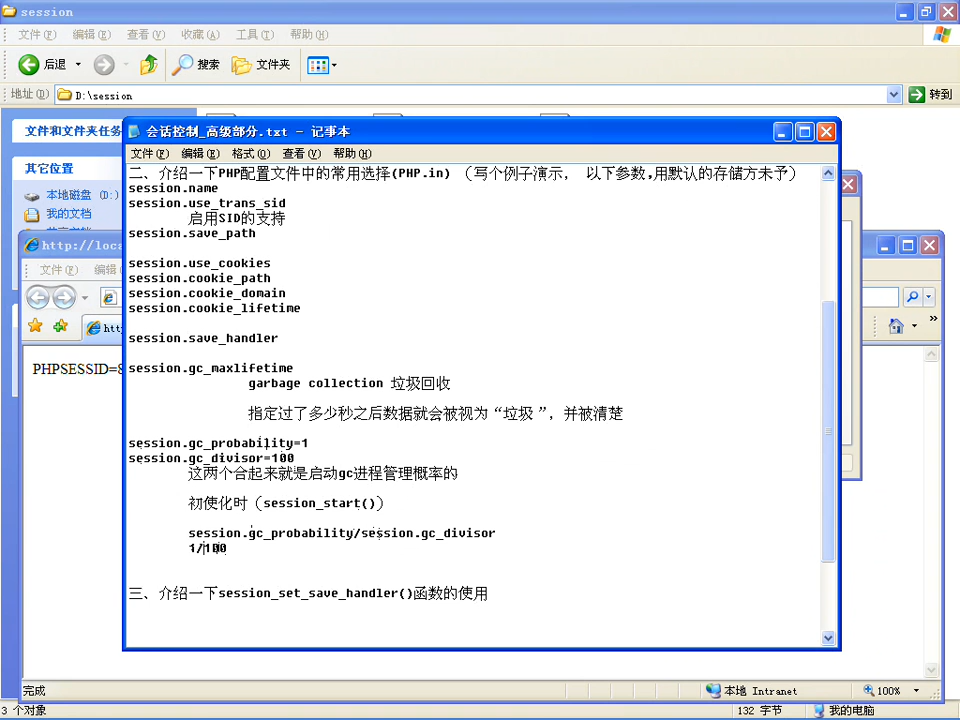 session
文件(F) 编辑(E) 查看(V) 收藏(A) 工具(T) 帮助(H)
后退 搜索 文件夹
地址(D) D:\session 转到
文件和文件夹任务
其它位置
本地磁盘 (D:)
我的文档
会话控制_高级部分.txt - 记事本
文件(F) 编辑(E) 格式(O) 查看(V) 帮助(H)
二、介绍一下PHP配置文件中的常用选择(PHP.in) （写个例子演示， 以下参数,用默认的存储方未予）
session.name
session.use_trans_sid
启用SID的支持
session.save_path
session.use_cookies
session.cookie_path
session.cookie_domain
session.cookie_lifetime
session.save_handler
session.gc_maxlifetime
garbage collection 垃圾回收
指定过了多少秒之后数据就会被视为“垃圾 ”，并被清楚
session.gc_probability=1
session.gc_divisor=100
这两个合起来就是启动gc进程管理概率的
初使化时（session_start()）
session.gc_probability/session.gc_divisor
1/100
三、介绍一下session_set_save_handler()函数的使用
http://loc
文件(F) 编辑
htt
PHPSESSID=8
完成 本地 Intranet 100%
3 个对象 132 字节 我的电脑